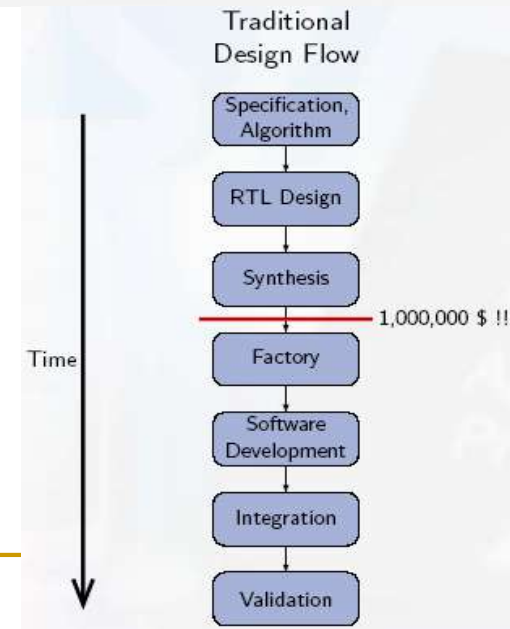 Traditional
Design Flow
Specification,
Algorithm
RTL Design
Synthesis
1,000,000 $ !!
Time
Factory
Software
Development
Integration
Validation